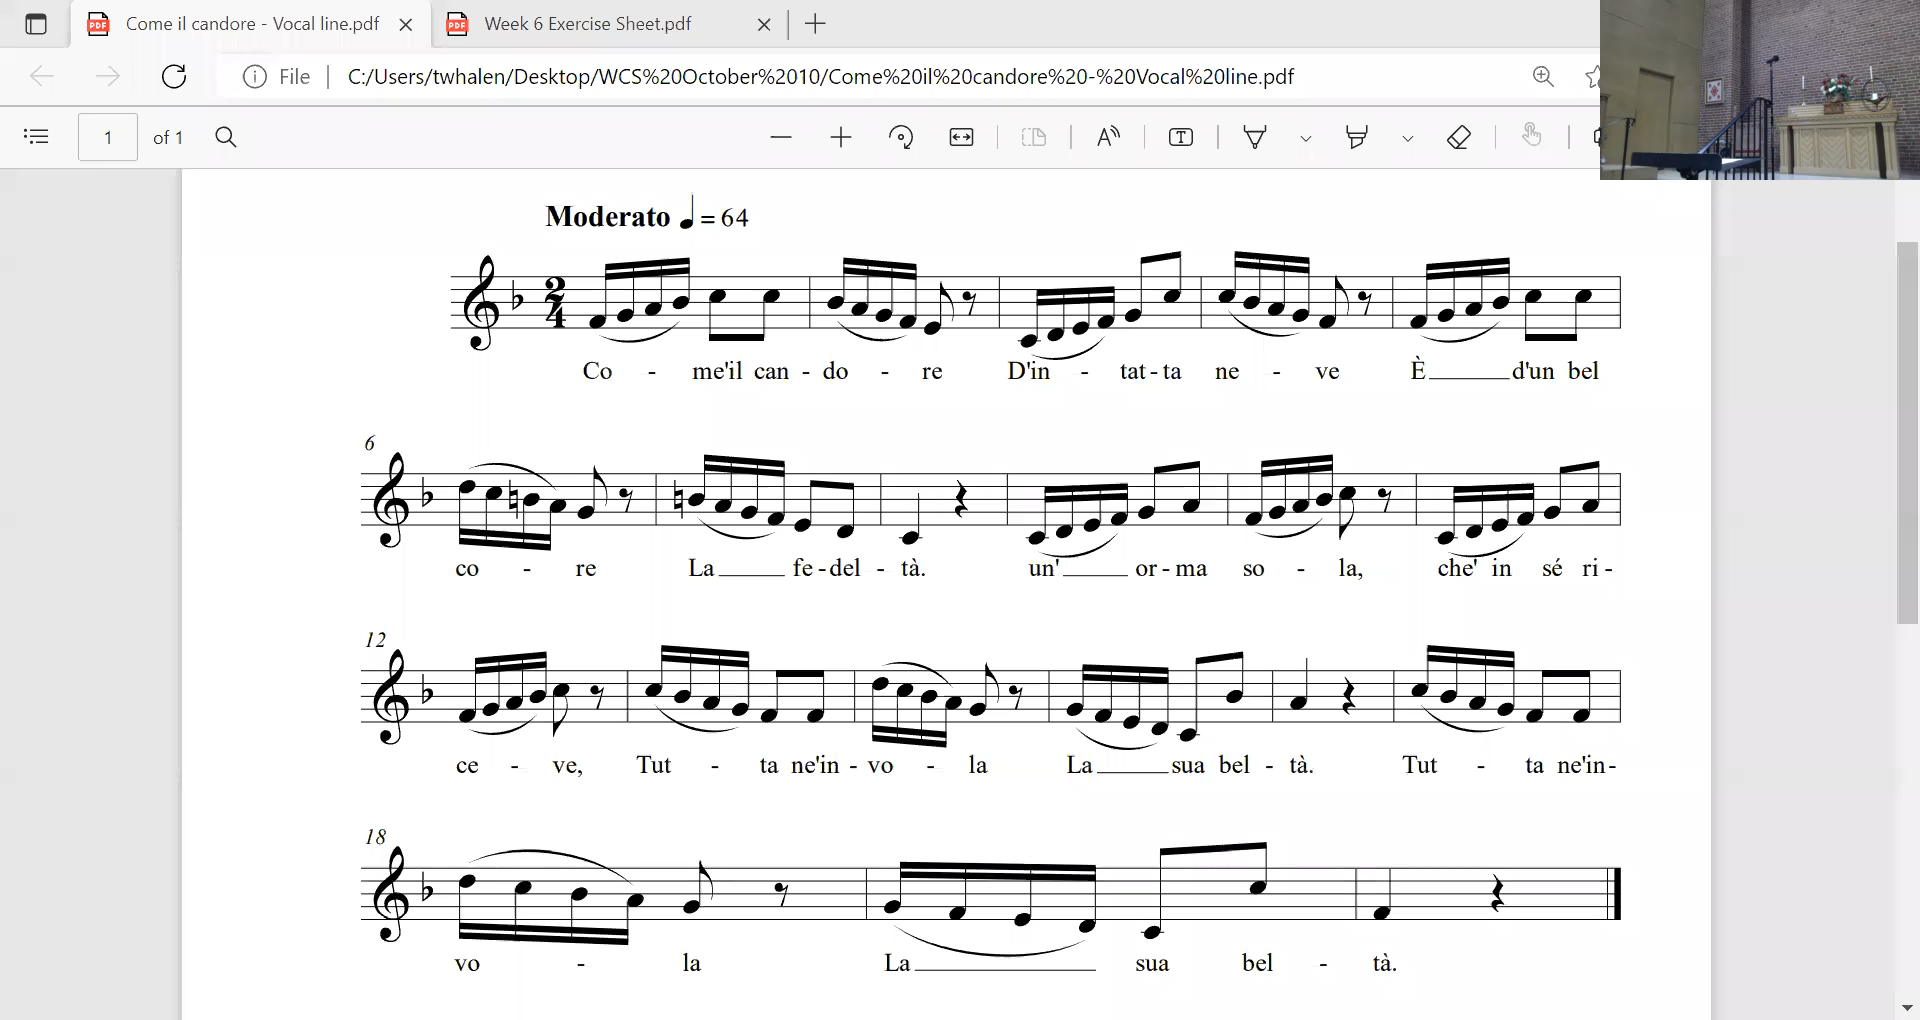 Come il candore - Vocal line.pdf
Week 6 Exercise Sheet.pdf
File C:/Users/twhalen/Desktop/WCS%20October%2010/Come%20il%20candore%20-%20Vocal%20line.pdf
1 of 1
Moderato ♩ = 64
2
4
Co - me'il can - do - re D'in - tat - ta ne - ve È d'un bel
6
co - re La fe - del - tà. un' or - ma so - la, che' in sé ri -
12
ce - ve, Tut - ta ne'in - vo - la La sua bel - tà. Tut - ta ne'in-
18
vo - la La sua bel - tà.